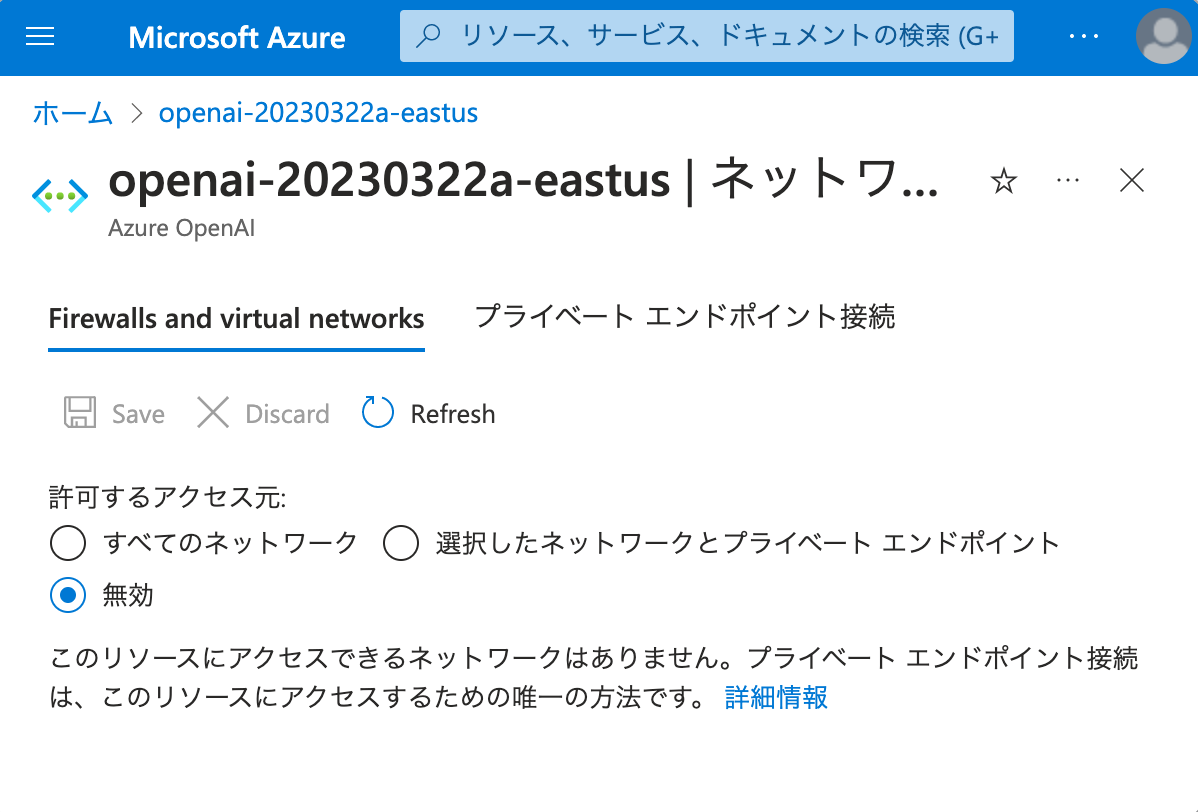 Microsoft Azure
リソース、サービス、ドキュメントの検索 (G+
ホーム > openai-20230322a-eastus
openai-20230322a-eastus | ネットワ...
Azure OpenAI
Firewalls and virtual networks プライベート エンドポイント接続
Save Discard Refresh
許可するアクセス元:
すべてのネットワーク 選択したネットワークとプライベート エンドポイント
無効
このリソースにアクセスできるネットワークはありません。プライベート エンドポイント接続
は、このリソースにアクセスするための唯一の方法です。 詳細情報